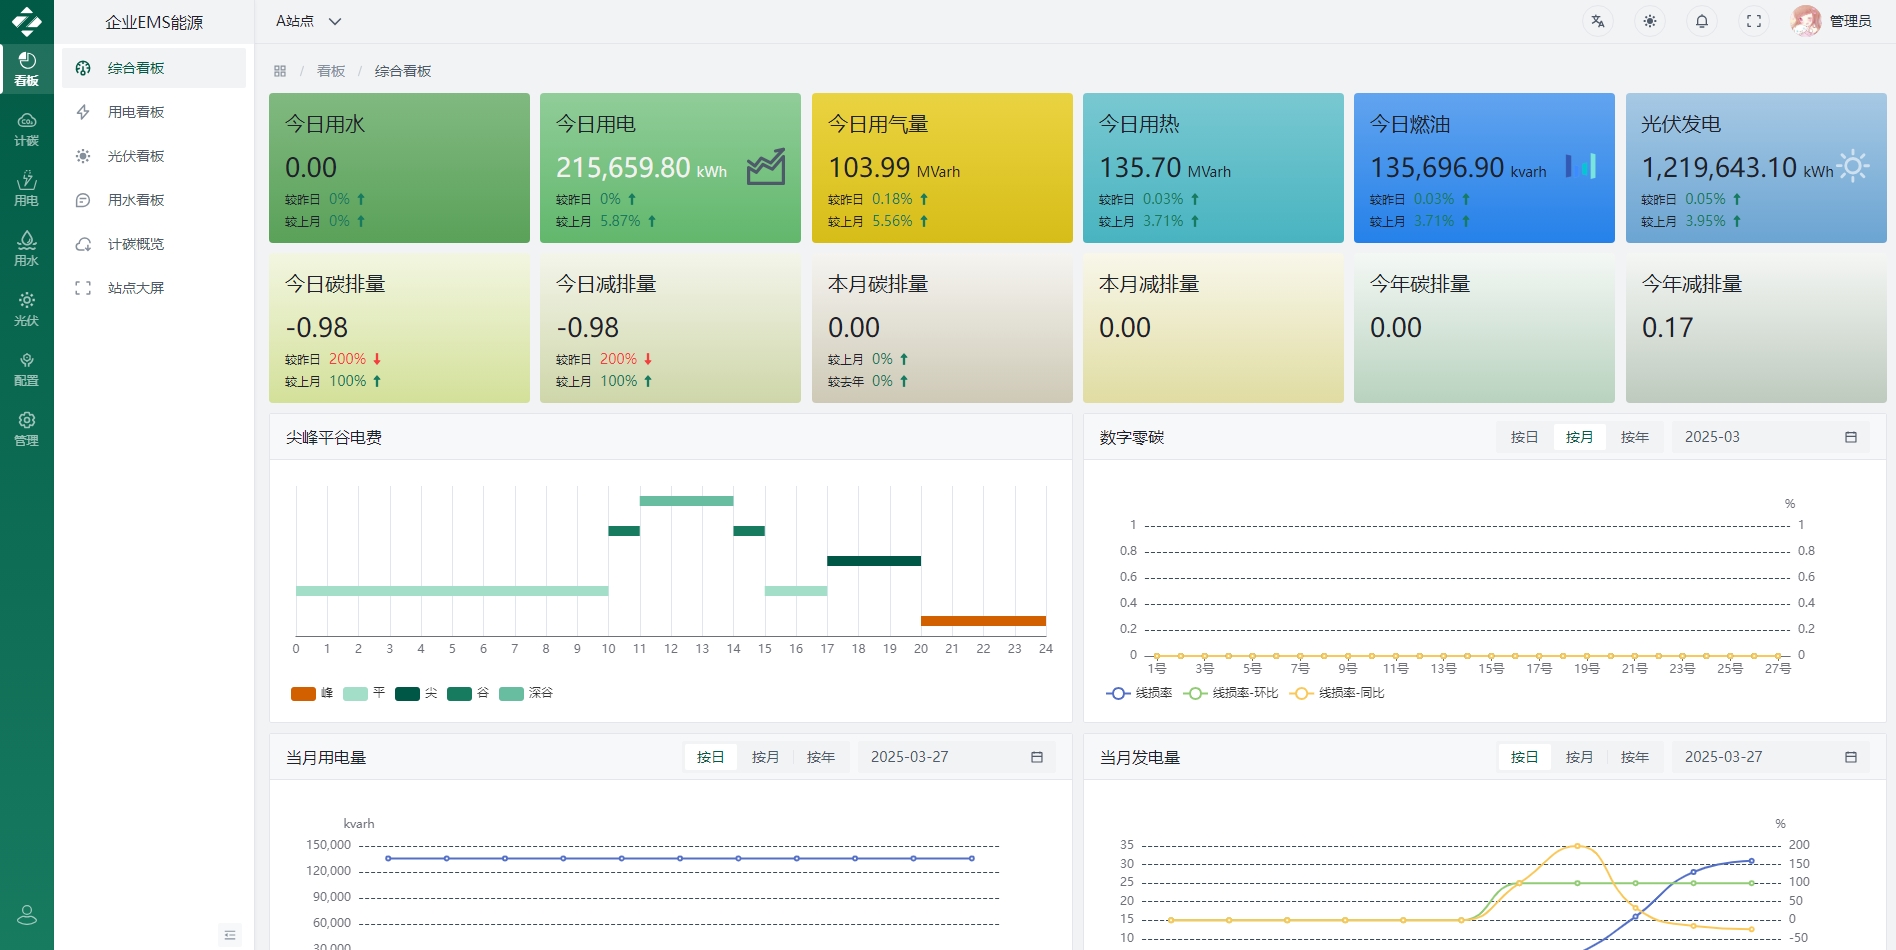 企业EMS能源
A站点
管理员
看板
计碳
用电
用水
光伏
配置
管理
综合看板
用电看板
光伏看板
用水看板
计碳概览
站点大屏
/ 看板 / 综合看板
今日用水
0.00
较昨日 0%
较上月 0%
今日用电
215,659.80 kWh
较昨日 0%
较上月 5.87%
今日用气量
103.99 MVarh
较昨日 0.18%
较上月 5.56%
今日用热
135.70 MVarh
较昨日 0.03%
较上月 3.71%
今日燃油
135,696.90 kvarh
较昨日 0.03%
较上月 3.71%
光伏发电
1,219,643.10 kWh
较昨日 0.05%
较上月 3.95%
今日碳排量
-0.98
较昨日 200%
较上月 100%
今日减排量
-0.98
较昨日 200%
较上月 100%
本月碳排量
0.00
较上月 0%
较去年 0%
本月减排量
0.00
今年碳排量
0.00
今年减排量
0.17
尖峰平谷电费
0 1 2 3 4 5 6 7 8 9 10 11 12 13 14 15 16 17 18 19 20 21 22 23 24
峰 平 尖 谷 深谷
数字零碳
按日 按月 按年 2025-03
%
1 1
0.8 0.8
0.6 0.6
0.4 0.4
0.2 0.2
0 0
1号 3号 5号 7号 9号 11号 13号 15号 17号 19号 21号 23号 25号 27号
线损率 线损率-环比 线损率-同比
当月用电量
按日 按月 按年 2025-03-27
kvarh
150,000
120,000
90,000
60,000
30,000
当月发电量
按日 按月 按年 2025-03-27
%
35 200
30 150
25 100
20 50
15 0
10 -50